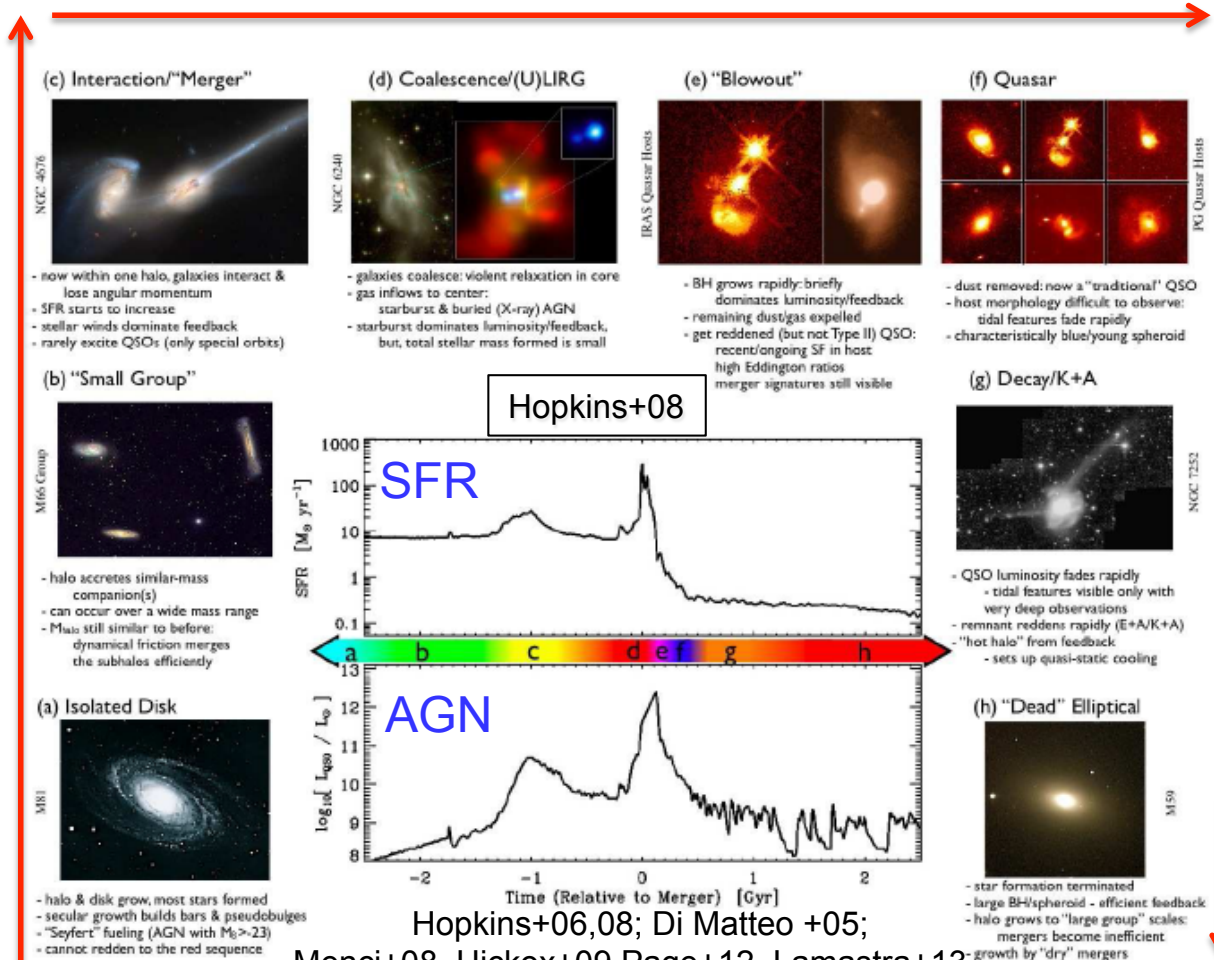 (c) Interaction/"Merger"
NGC 4676
- now within one halo, galaxies interact &
lose angular momentum
- SFR starts to increase
- stellar winds dominate feedback
- rarely excite QSOs (only special orbits)
(d) Coalescence/(U)LIRG
NGC 6240
- galaxies coalesce: violent relaxation in core
- gas inflows to center:
starburst & buried (X-ray) AGN
- starburst dominates luminosity/feedback,
but, total stellar mass formed is small
(e) "Blowout"
IRAS Quasar Hosts
- BH grows rapidly: briefly
dominates luminosity/feedback
- remaining dust/gas expelled
- get reddened (but not Type II) QSO:
recent/ongoing SF in host
high Eddington ratios
merger signatures still visible
(f) Quasar
PG Quasar Hosts
- dust removed: now a "traditional" QSO
- host morphology difficult to observe:
tidal features fade rapidly
- characteristically blue/young spheroid
(b) "Small Group"
M66 Group
- halo accretes similar-mass
companion(s)
- can occur over a wide mass range
- Mhalo still similar to before:
dynamical friction merges
the subhalos efficiently
(a) Isolated Disk
M81
- halo & disk grow, most stars formed
- secular growth builds bars & pseudobulges
- "Seyfert" fueling (AGN with MB>-23)
- cannot redden to the red sequence
Hopkins+08
SFR
SFR [M⊙ yr⁻¹]
1000
100
10
1
0.1
a b c d e f g h
AGN
log₁₀[ LQSO / L⊙ ]
13
12
11
10
9
8
-2 -1 0 1 2
Time (Relative to Merger) [Gyr]
(g) Decay/K+A
NGC 7252
- QSO luminosity fades rapidly
- tidal features visible only with
very deep observations
- remnant reddens rapidly (E+A/K+A)
- "hot halo" from feedback
- sets up quasi-static cooling
(h) "Dead" Elliptical
M59
- star formation terminated
- large BH/spheroid - efficient feedback
- halo grows to "large group" scales:
mergers become inefficient
- growth by "dry" mergers
Hopkins+06,08; Di Matteo +05;
Menci+08, Hickox+09 Page+12, Lamastra+13